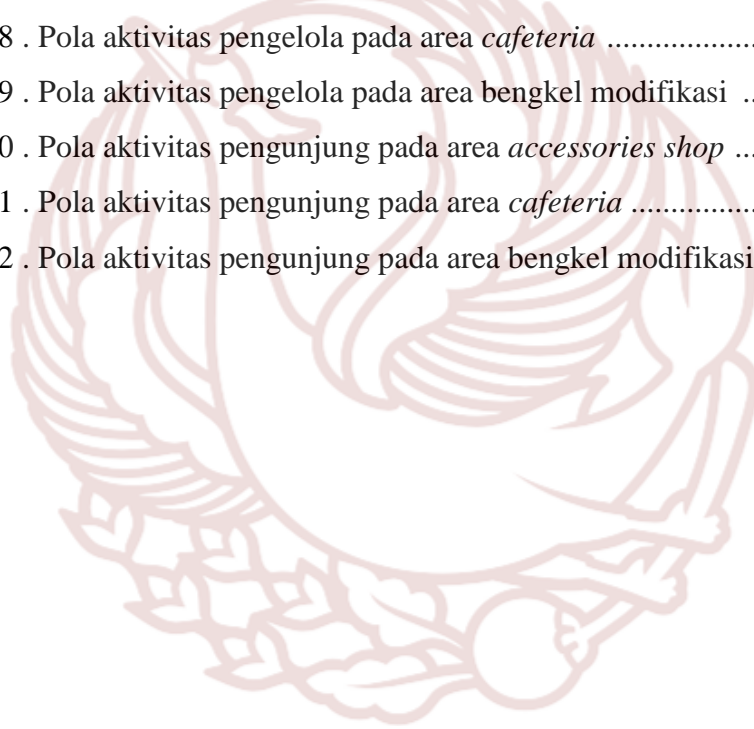 8 . Pola aktivitas pengelola pada area cafeteria ...................
9 . Pola aktivitas pengelola pada area bengkel modifikasi ..
0 . Pola aktivitas pengunjung pada area accessories shop ...
1 . Pola aktivitas pengunjung pada area cafeteria ................
2 . Pola aktivitas pengunjung pada area bengkel modifikasi